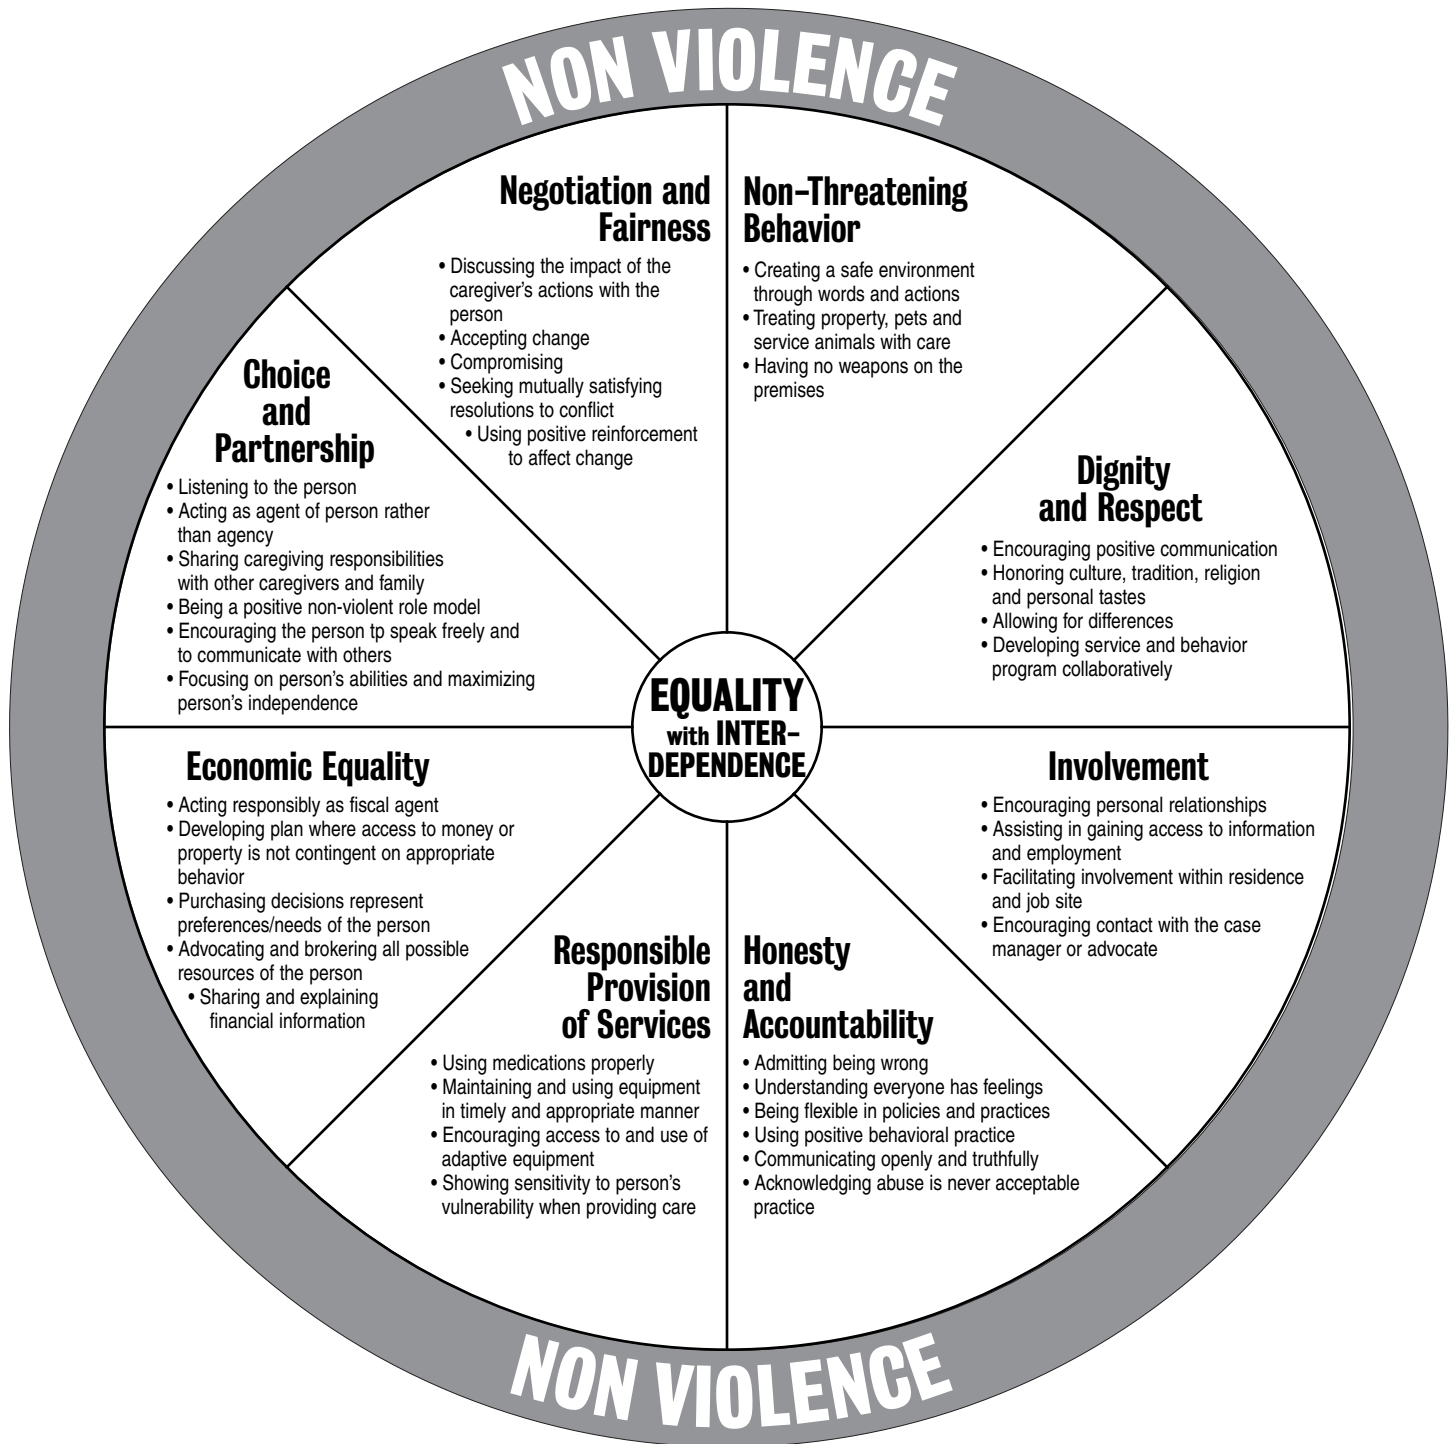 NON VIOLENCE
Negotiation and
Fairness
• Discussing the impact of the
caregiver’s actions with the
person
• Accepting change
• Compromising
• Seeking mutually satisfying
resolutions to conflict
• Using positive reinforcement
to affect change
Non-Threatening
Behavior
• Creating a safe environment
through words and actions
• Treating property, pets and
service animals with care
• Having no weapons on the
premises
Choice
and
Partnership
• Listening to the person
• Acting as agent of person rather
than agency
• Sharing caregiving responsibilities
with other caregivers and family
• Being a positive non-violent role model
• Encouraging the person tp speak freely and
to communicate with others
• Focusing on person’s abilities and maximizing
person’s independence
Dignity
and Respect
• Encouraging positive communication
• Honoring culture, tradition, religion
and personal tastes
• Allowing for differences
• Developing service and behavior
program collaboratively
EQUALITY
with INTER-
DEPENDENCE
Economic Equality
• Acting responsibly as fiscal agent
• Developing plan where access to money or
property is not contingent on appropriate
behavior
• Purchasing decisions represent
preferences/needs of the person
• Advocating and brokering all possible
resources of the person
• Sharing and explaining
financial information
Involvement
• Encouraging personal relationships
• Assisting in gaining access to information
and employment
• Facilitating involvement within residence
and job site
• Encouraging contact with the case
manager or advocate
Responsible
Provision
of Services
• Using medications properly
• Maintaining and using equipment
in timely and appropriate manner
• Encouraging access to and use of
adaptive equipment
• Showing sensitivity to person’s
vulnerability when providing care
Honesty
and
Accountability
• Admitting being wrong
• Understanding everyone has feelings
• Being flexible in policies and practices
• Using positive behavioral practice
• Communicating openly and truthfully
• Acknowledging abuse is never acceptable
practice
NON VIOLENCE